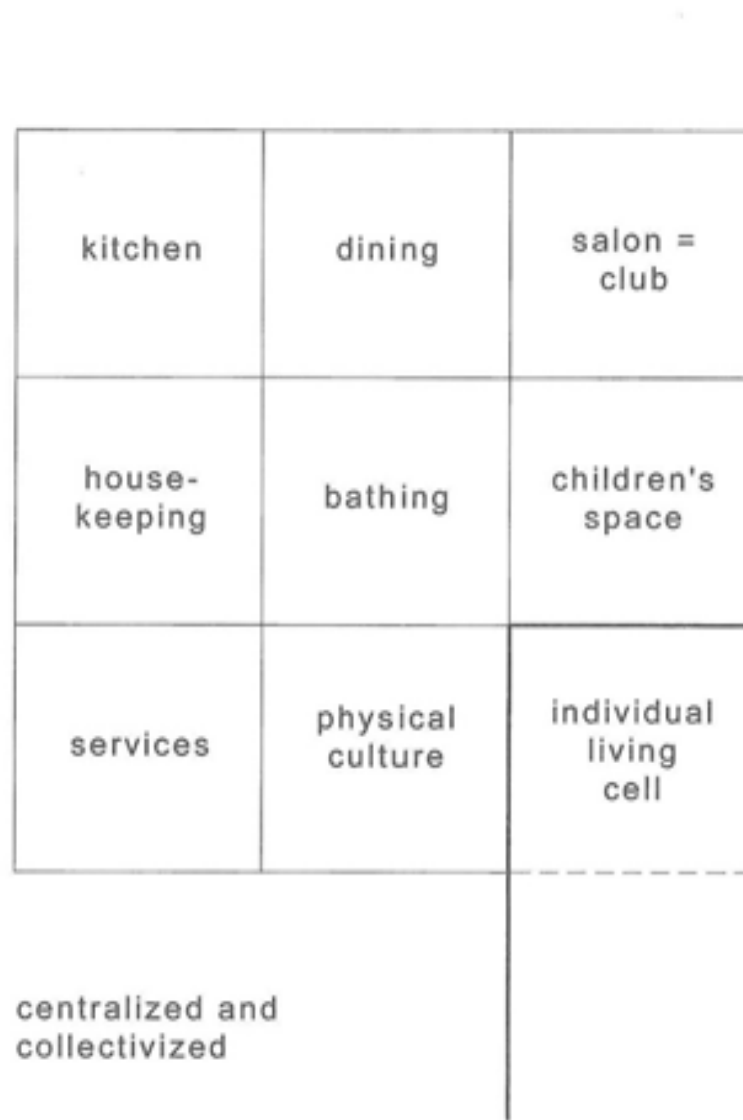 kitchen
dining
salon =
club
house-
keeping
bathing
children's
space
services
physical
culture
individual
living
cell
centralized and
collectivized